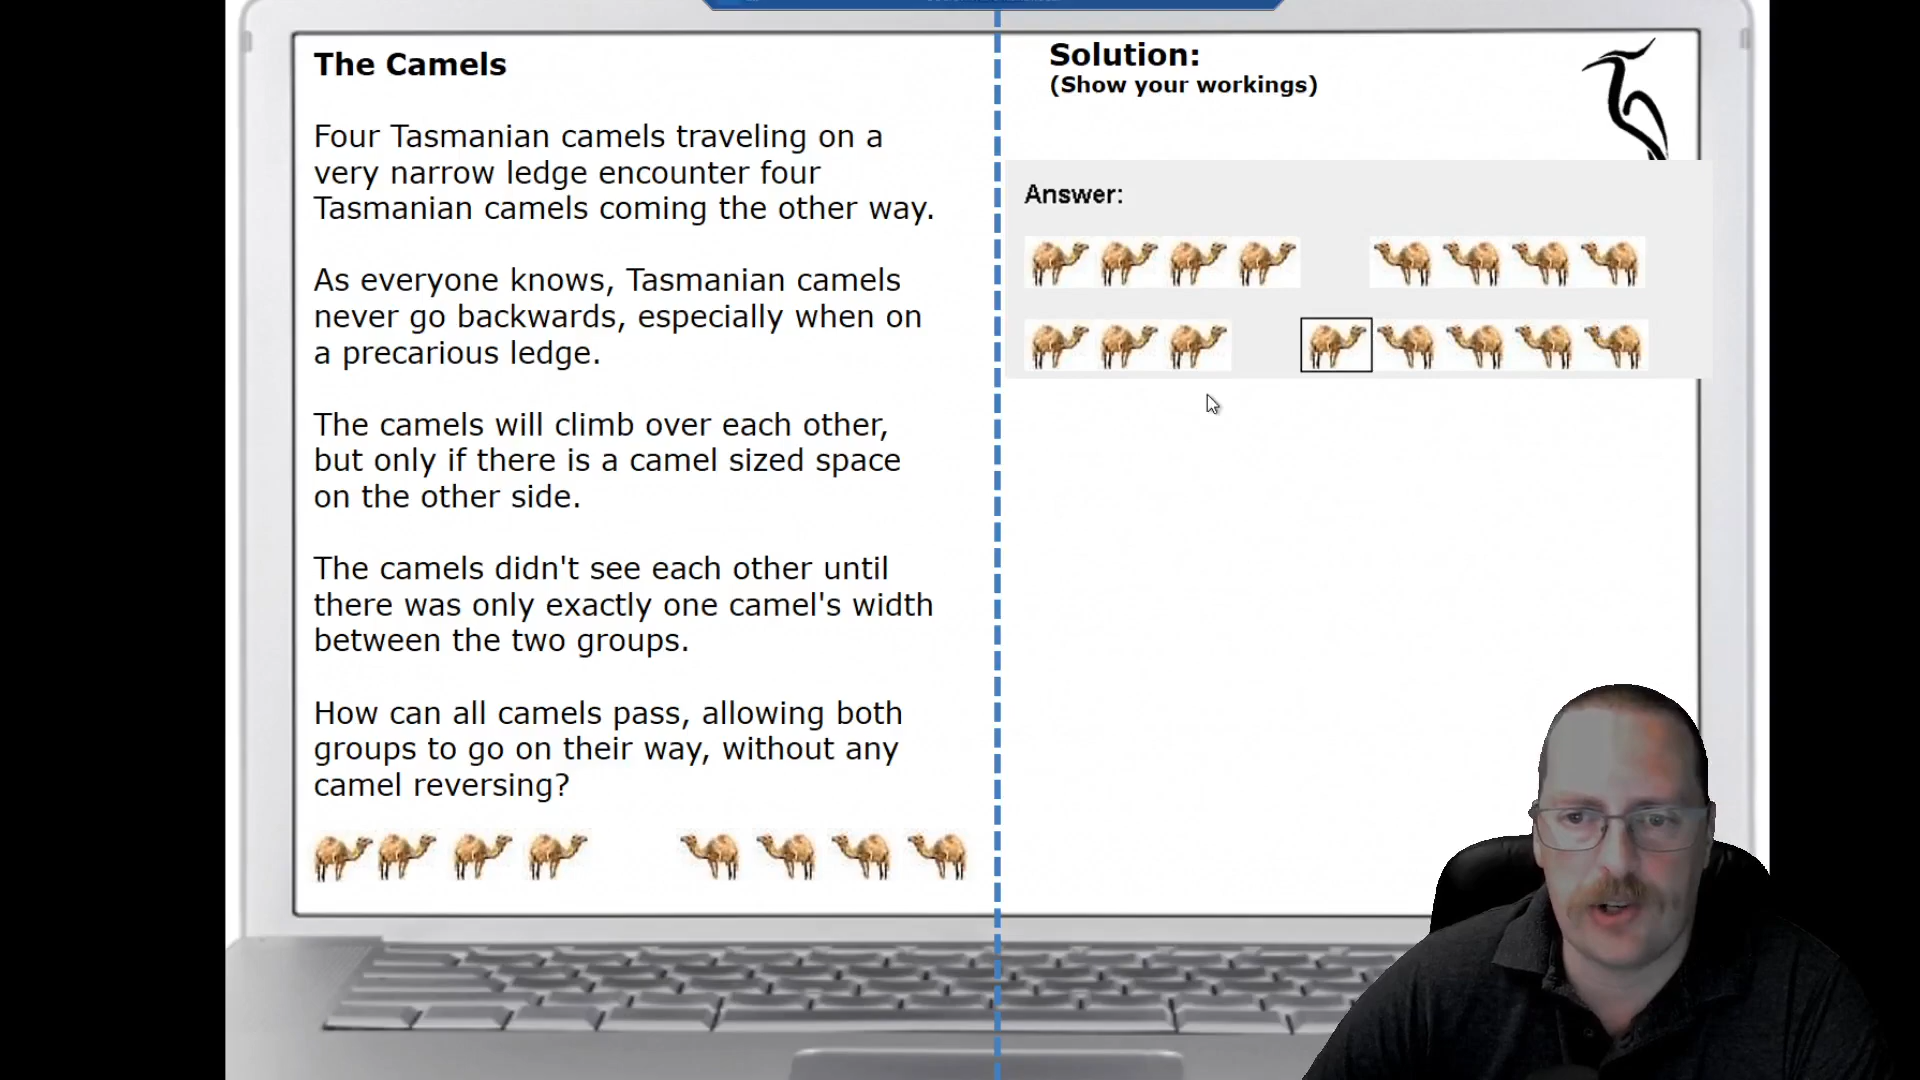 The Camels
Four Tasmanian camels traveling on a
very narrow ledge encounter four
Tasmanian camels coming the other way.
As everyone knows, Tasmanian camels
never go backwards, especially when on
a precarious ledge.
The camels will climb over each other,
but only if there is a camel sized space
on the other side.
The camels didn't see each other until
there was only exactly one camel's width
between the two groups.
How can all camels pass, allowing both
groups to go on their way, without any
camel reversing?
Solution:
(Show your workings)
Answer: